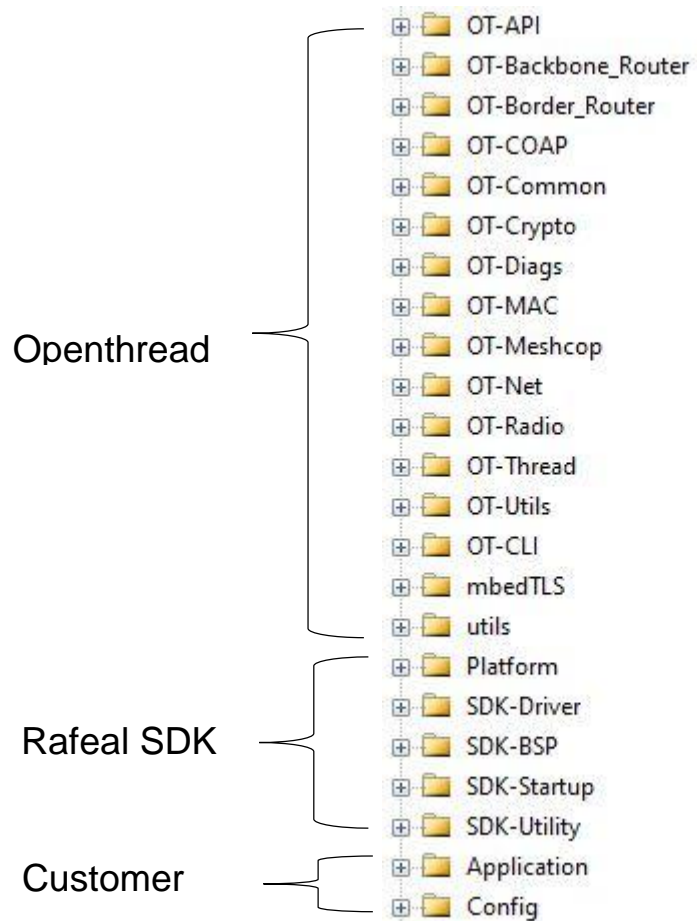 OT-API
OT-Backbone_Router
OT-Border_Router
OT-COAP
OT-Common
OT-Crypto
OT-Diags
OT-MAC
Openthread
OT-Meshcop
OT-Net
OT-Radio
OT-Thread
OT-Utils
OT-CLI
mbedTLS
utils
Platform
SDK-Driver
Rafeal SDK
SDK-BSP
SDK-Startup
SDK-Utility
Application
Customer
Config